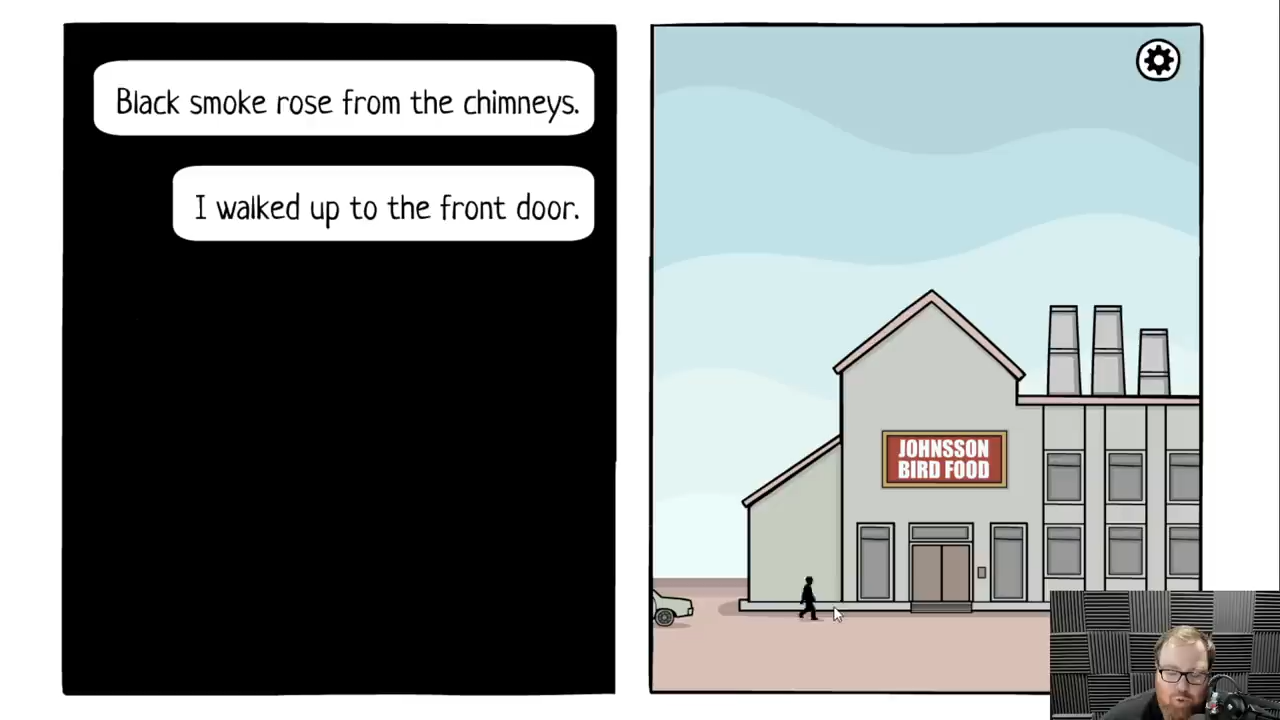 Black smoke rose from the chimneys.
I walked up to the front door.
JOHNSSON
BIRD FOOD